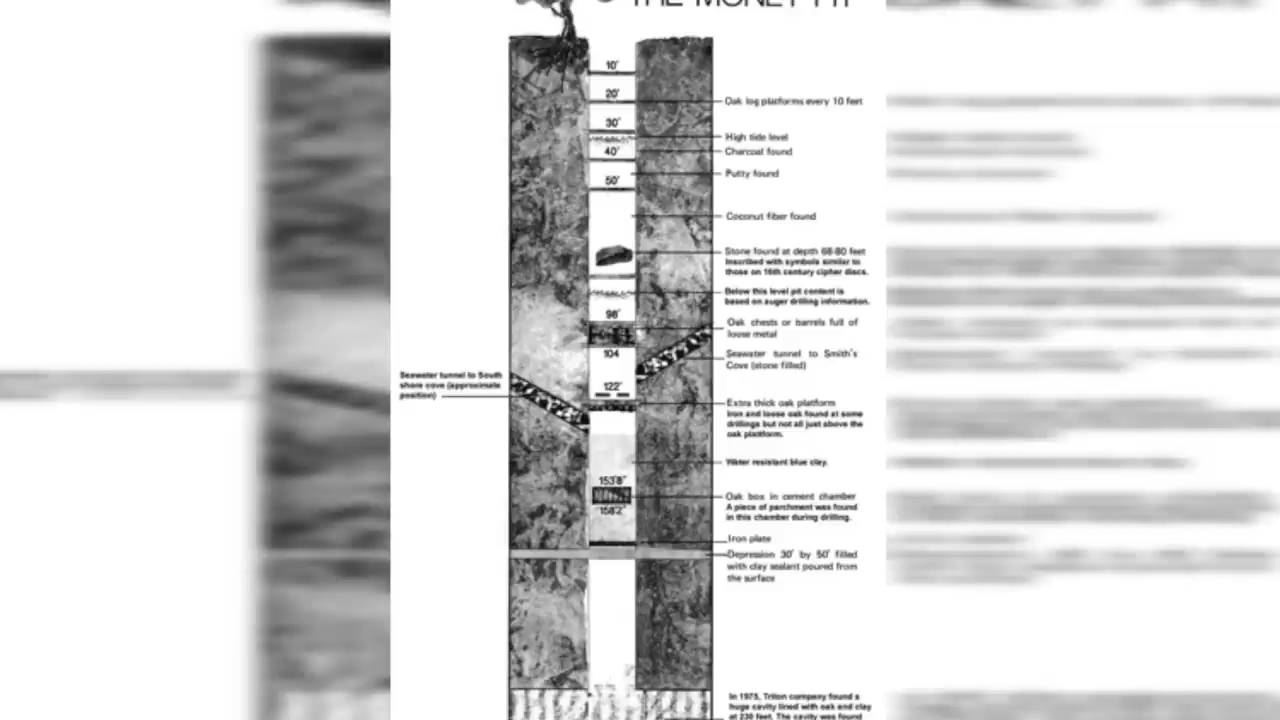 THE MONEY PIT
10'
20'
Oak log platforms every 10 feet
30'
High tide level
40'
Charcoal found
Putty found
50'
Coconut fiber found
Stone found at depth 68-80 feet
Inscribed with symbols similar to
those on 16th century cipher discs.
Below this level pit content is
based on auger drilling information.
98'
Oak chests or barrels full of
loose metal
104
Seawater tunnel to Smith's
Cove (stone filled)
Seawater tunnel to South
shore cove (approximate
position)
122'
Extra thick oak platform
Iron and loose oak found at some
drillings but not all just above the
oak platform.
Water resistant blue clay.
153'8"
Oak box in cement chamber
A piece of parchment was found
in this chamber during drilling.
158'2"
Iron plate
Depression 30' by 50' filled
with clay sealant poured from
the surface
In 1975, Triton company found a
huge cavity lined with oak and clay
at 230 feet. The cavity was found